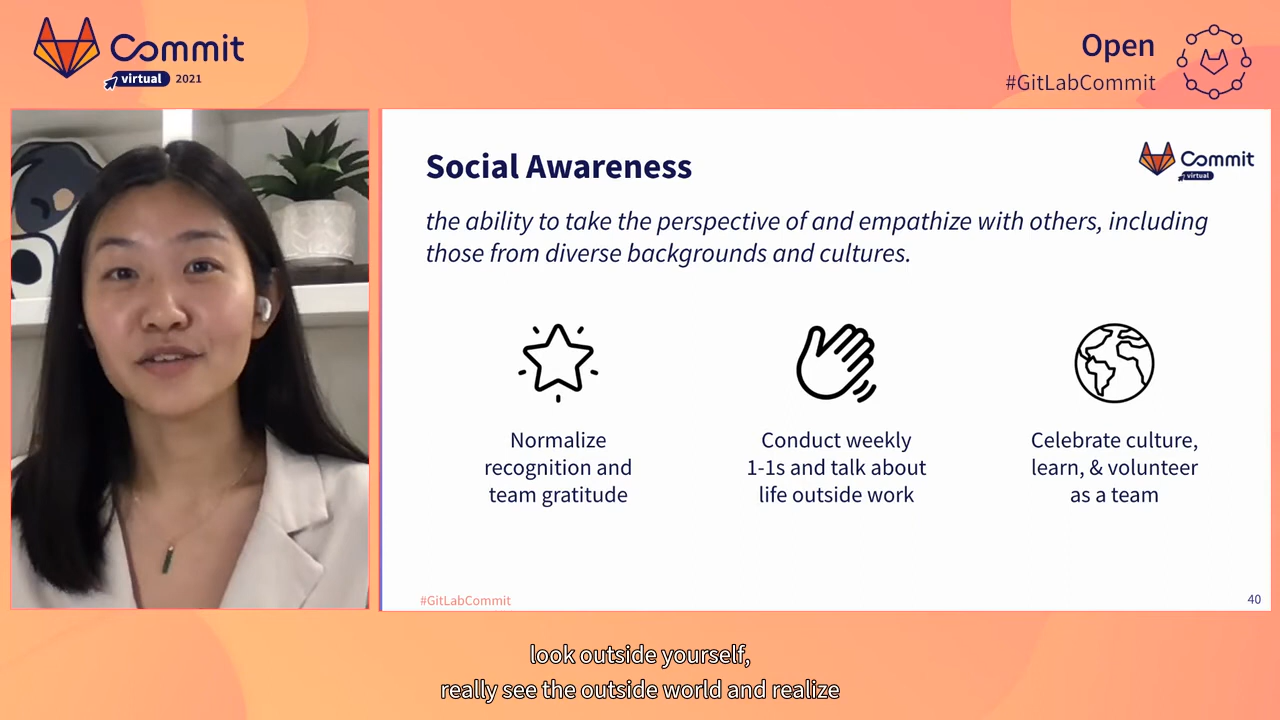 Commit
virtual 2021
Open
#GitLabCommit
Social Awareness
Commit
virtual
the ability to take the perspective of and empathize with others, including
those from diverse backgrounds and cultures.
Normalize
recognition and
team gratitude
Conduct weekly
1-1s and talk about
life outside work
Celebrate culture,
learn, & volunteer
as a team
#GitLabCommit
40
look outside yourself,
really see the outside world and realize